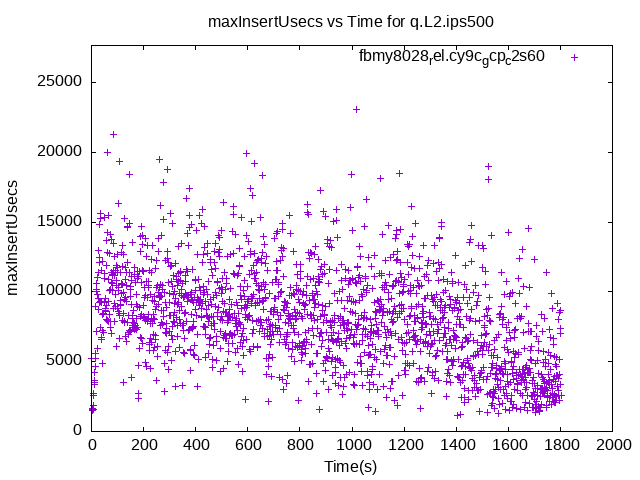 maxInsertUsecs vs Time for q.L2.ips500
fbmy8028rel.cy9cgcpc2s60
25000
20000
15000
10000
5000
0
maxInsertUsecs
0 200 400 600 800 1000 1200 1400 1600 1800 2000
Time(s)